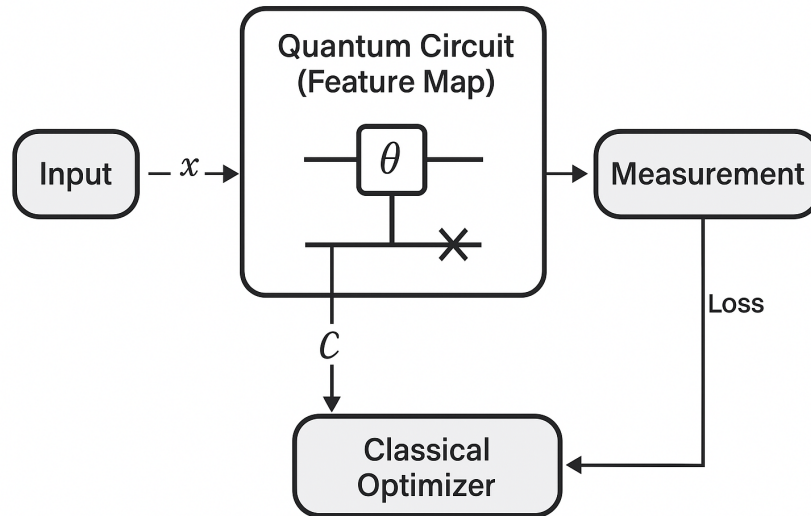 Quantum Circuit
(Feature Map)
Input
x
θ
Measurement
Loss
C
Classical
Optimizer